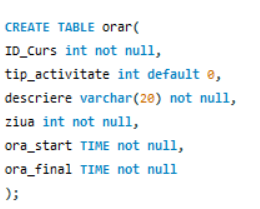 CREATE TABLE orar(
ID_Curs int not null,
tip_activitate int default 0,
descriere varchar(20) not null,
ziua int not null,
ora_start TIME not null,
ora_final TIME not null
);